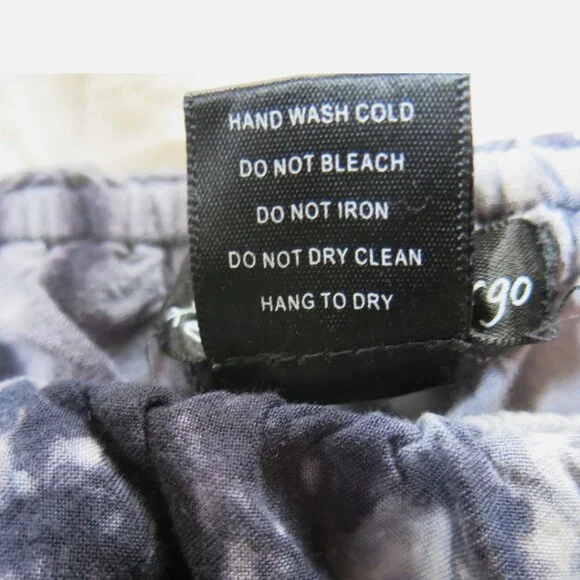 HAND WASH COLD
DO NOT BLEACH
DO NOT IRON
DO NOT DRY CLEAN
HANG TO DRY